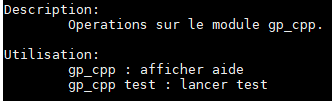 Description:
Operations sur le module gp_cpp.
Utilisation:
gp_cpp : afficher aide
gp_cpp test : lancer test